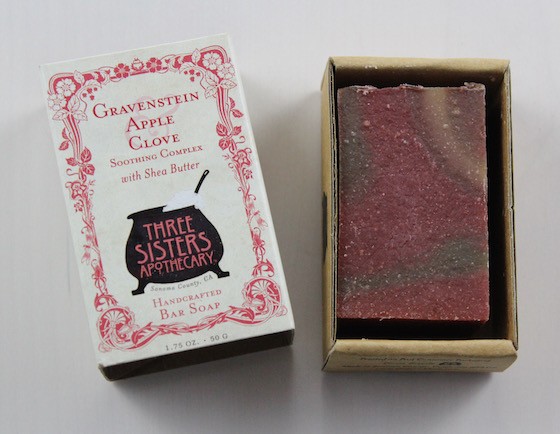 GRAVENSTEIN
APPLE
CLOVE
SOOTHING COMPLEX
with Shea Butter
THREE
SISTERS
APOTHECARY
Sonoma County, CA
HANDCRAFTED
BAR SOAP
1.75 OZ. • 50 G